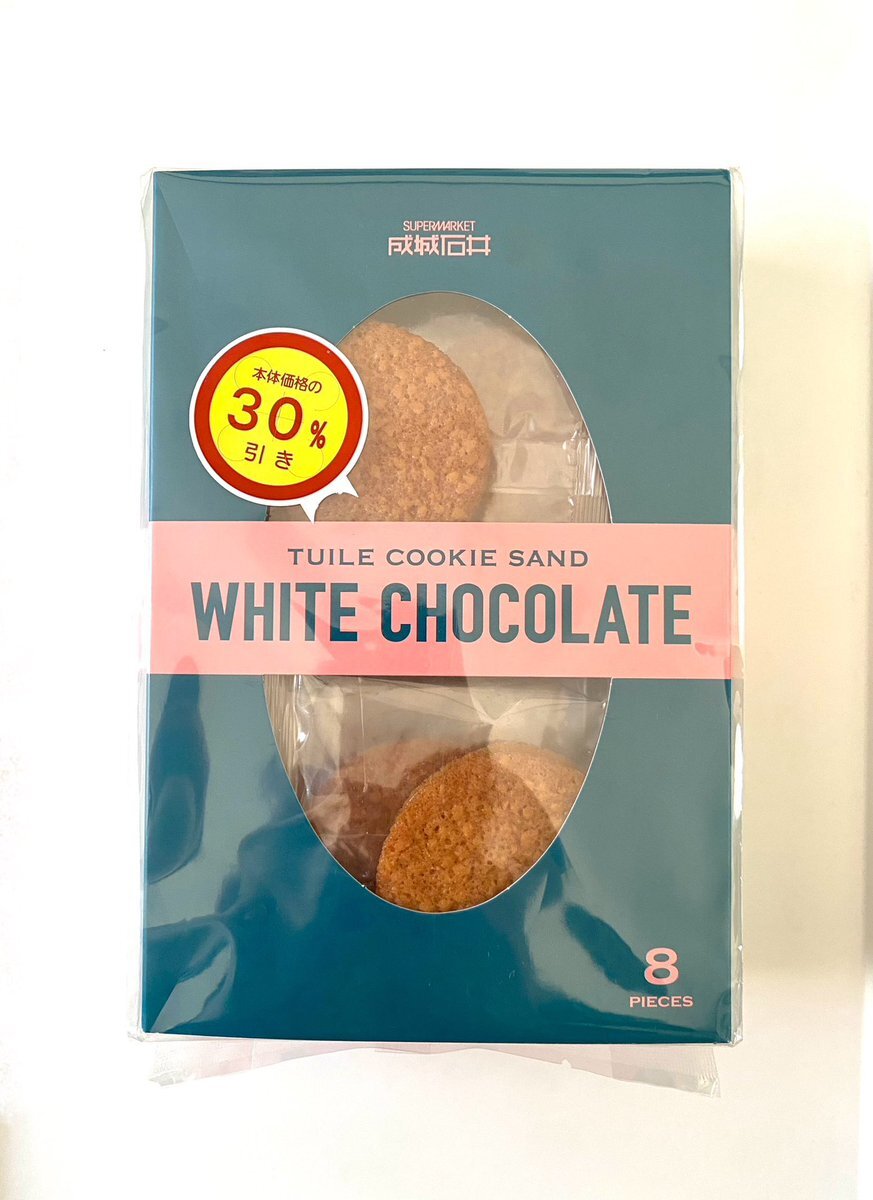 SUPERMARKET
成城石井
本体価格の
30%
引き
TUILE COOKIE SAND
WHITE CHOCOLATE
8
PIECES